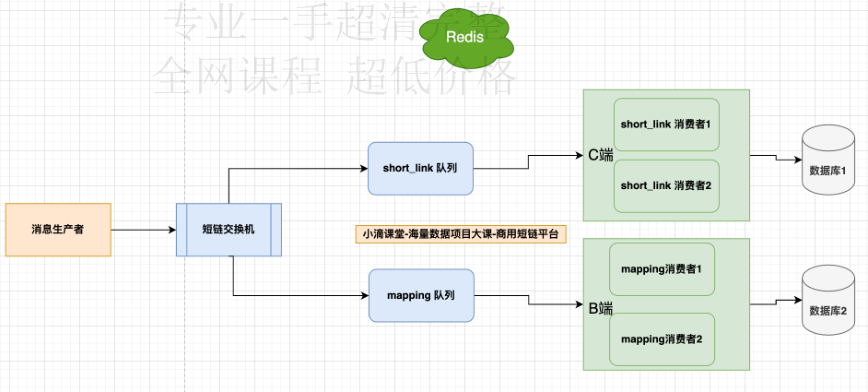 专业一手超清完整
全网课程 超低价格
Redis
short_link 消费者1
C端
short_link 消费者2
数据库1
short_link 队列
消息生产者
短链交换机
小滴课堂-海量数据项目大课-商用短链平台
mapping 队列
mapping消费者1
B端
mapping消费者2
数据库2